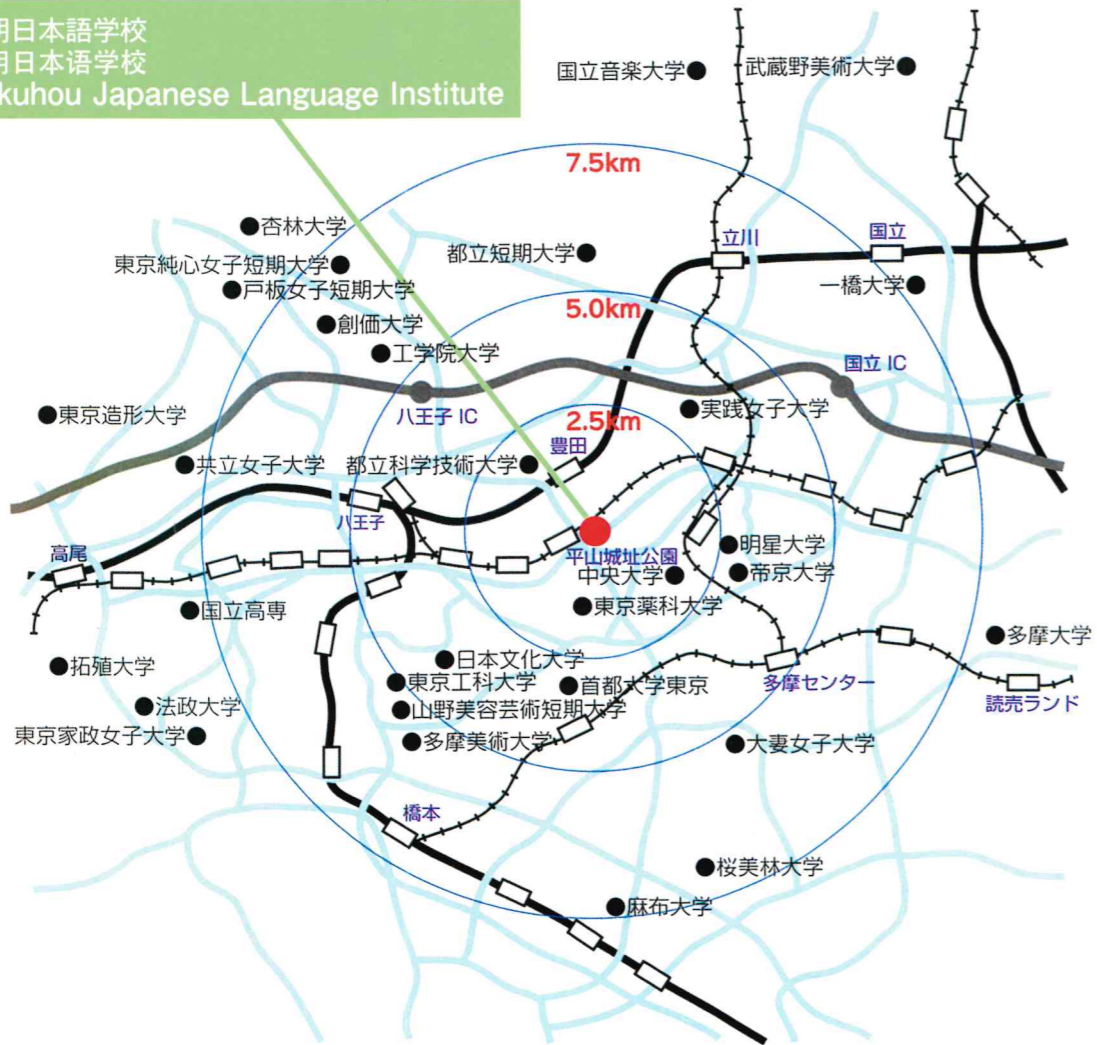 朝日本語学校
朝日本语学校
kuhou Japanese Language Institute
国立音楽大学
武蔵野美術大学
7.5km
杏林大学
立川
国立
都立短期大学
東京純心女子短期大学
一橋大学
戸板女子短期大学
5.0km
創価大学
工学院大学
国立 IC
八王子 IC
実践女子大学
東京造形大学
2.5km
豊田
共立女子大学
都立科学技術大学
八王子
高尾
平山城址公園
明星大学
中央大学
帝京大学
東京薬科大学
国立高専
多摩大学
日本文化大学
拓殖大学
東京工科大学
首都大学東京
多摩センター
読売ランド
法政大学
山野美容芸術短期大学
東京家政女子大学
多摩美術大学
大妻女子大学
橋本
桜美林大学
麻布大学